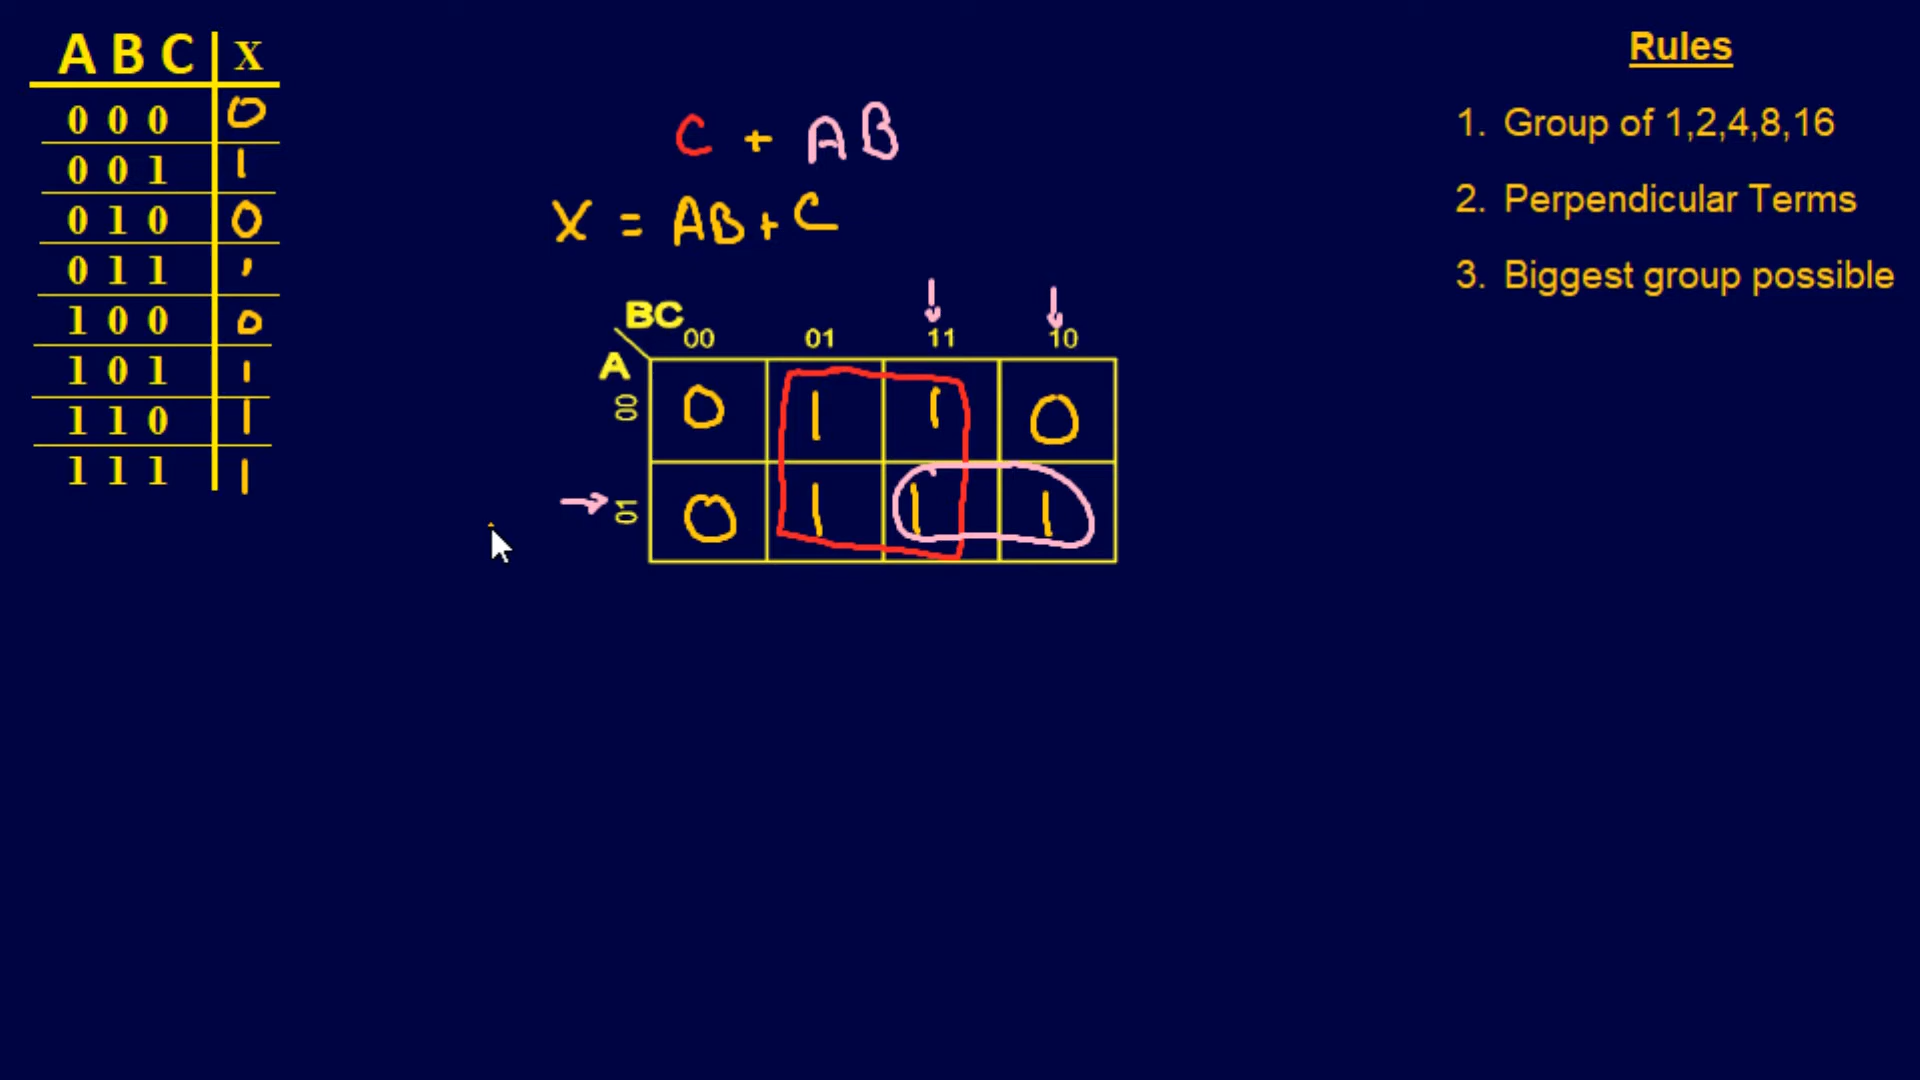 A B C X
0 0 0 0
0 0 1 1
0 1 0 0
0 1 1 1
1 0 0 0
1 0 1 1
1 1 0 1
1 1 1 1
C + AB
X = AB + C
BC
00 01 11 10
A
00 0 1 1 0
01 0 1 1 1
Rules
1. Group of 1,2,4,8,16
2. Perpendicular Terms
3. Biggest group possible